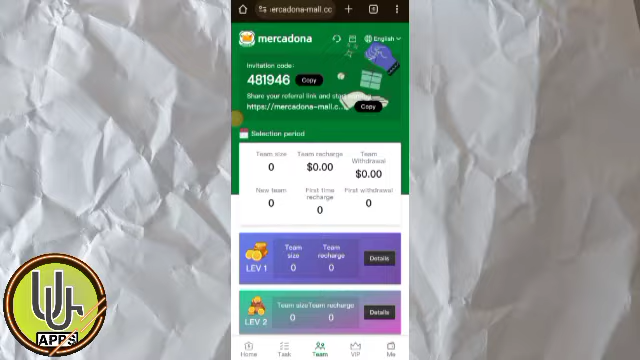 ercadona-mall.cc
mercadona
English
Invitation code:
481946 Copy
Share your referral link and start
https://mercadona-mall.c... Copy
Selection period
Team size Team recharge Team Withdrawal
0 $0.00 $0.00
New team First time recharge First withdrawal
0 0 0
LEV 1 Team size Team recharge Details
0 0
LEV 2 Team size Team recharge Details
0 0
Home Task Team VIP Me
APPS